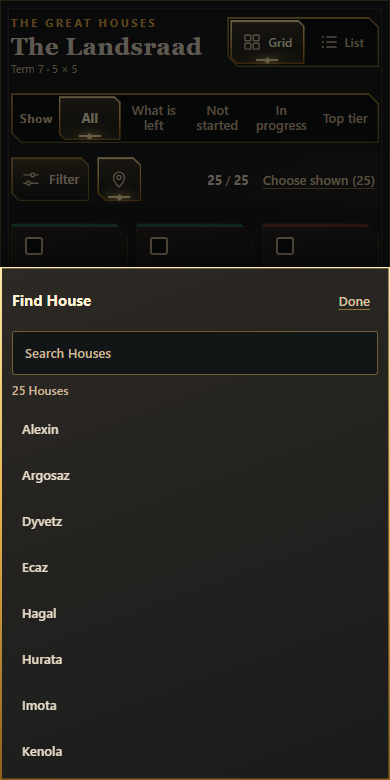 THE GREAT HOUSES
The Landsraad
Term 7 · 5 × 5
Grid
List
Show
All
What is left
Not started
In progress
Top tier
Filter
25 / 25
Choose shown (25)
Find House
Done
Search Houses
25 Houses
Alexin
Argosaz
Dyvetz
Ecaz
Hagal
Hurata
Imota
Kenola